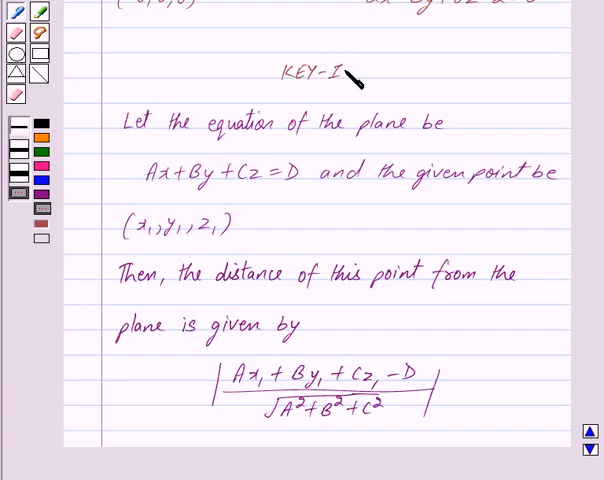 KEY-I
Let the equation of the plane be
Ax+By+Cz=D and the given point be
(x₁,y₁,z₁)
Then, the distance of this point from the
plane is given by
|Ax₁+By₁+Cz₁-D
√A²+B²+C²|